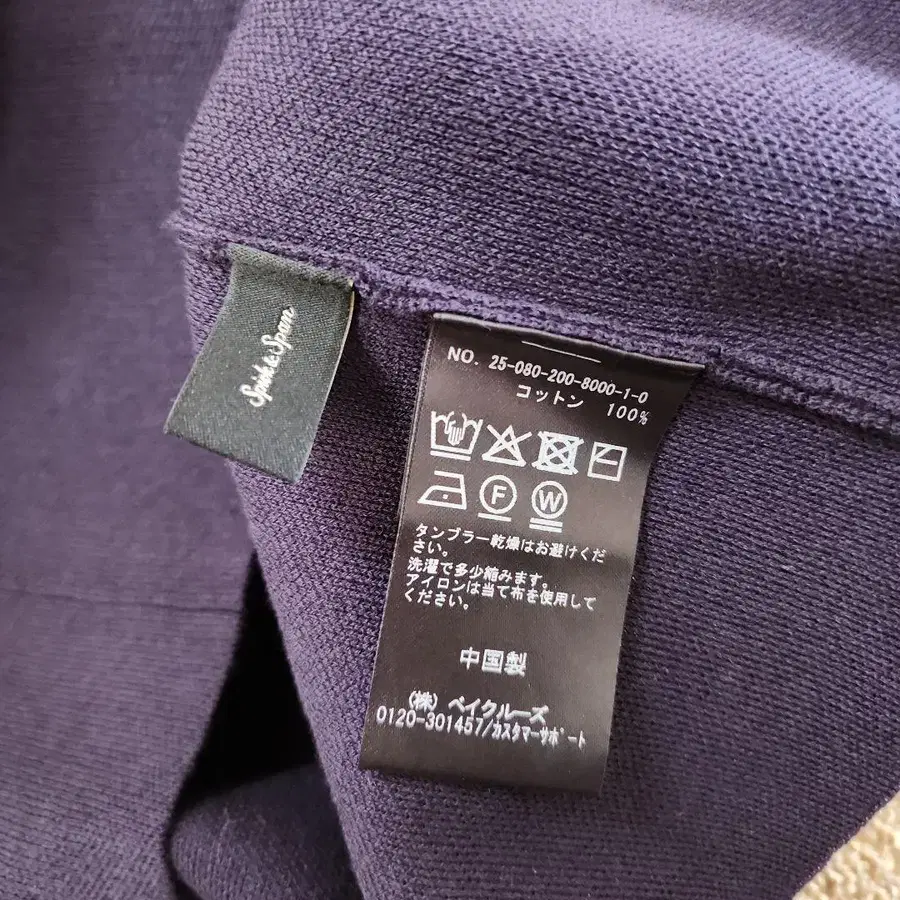 Spick & Span
NO. 25-080-200-8000-1-0
コットン 100%
F W
タンブラー乾燥はお避けくだ
さい。
洗濯で多少縮みます。
アイロンは当て布を使用して
ください。
中国製
(株) ベイクルーズ
0120-301457/カスタマーサポート